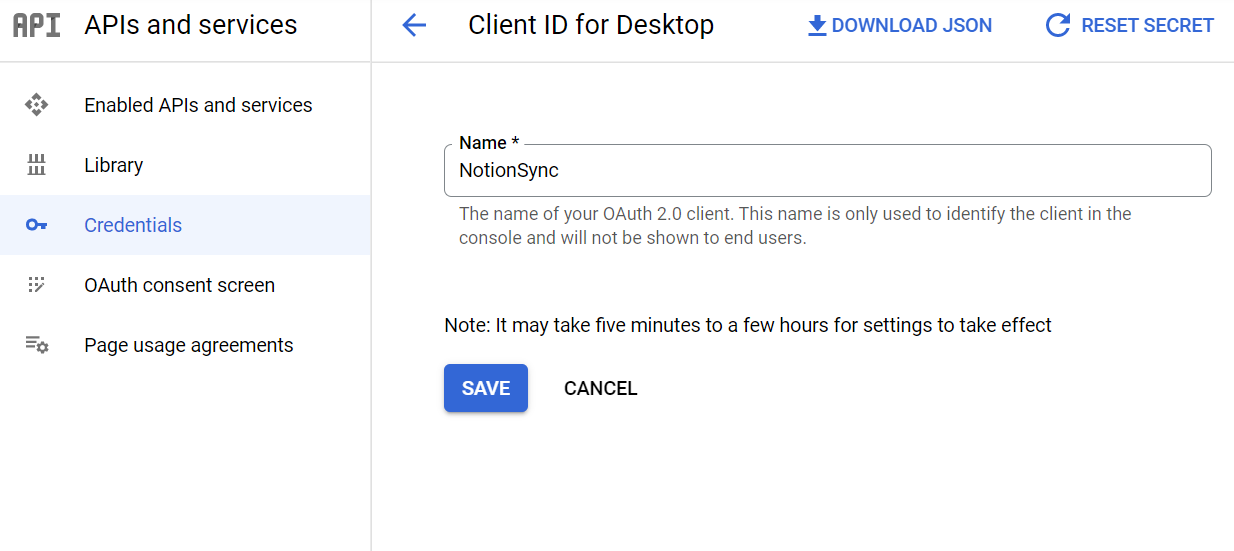 API APIs and services
Enabled APIs and services
Library
Credentials
OAuth consent screen
Page usage agreements
Client ID for Desktop
DOWNLOAD JSON
RESET SECRET
Name *
NotionSync
The name of your OAuth 2.0 client. This name is only used to identify the client in the
console and will not be shown to end users.
Note: It may take five minutes to a few hours for settings to take effect
SAVE
CANCEL